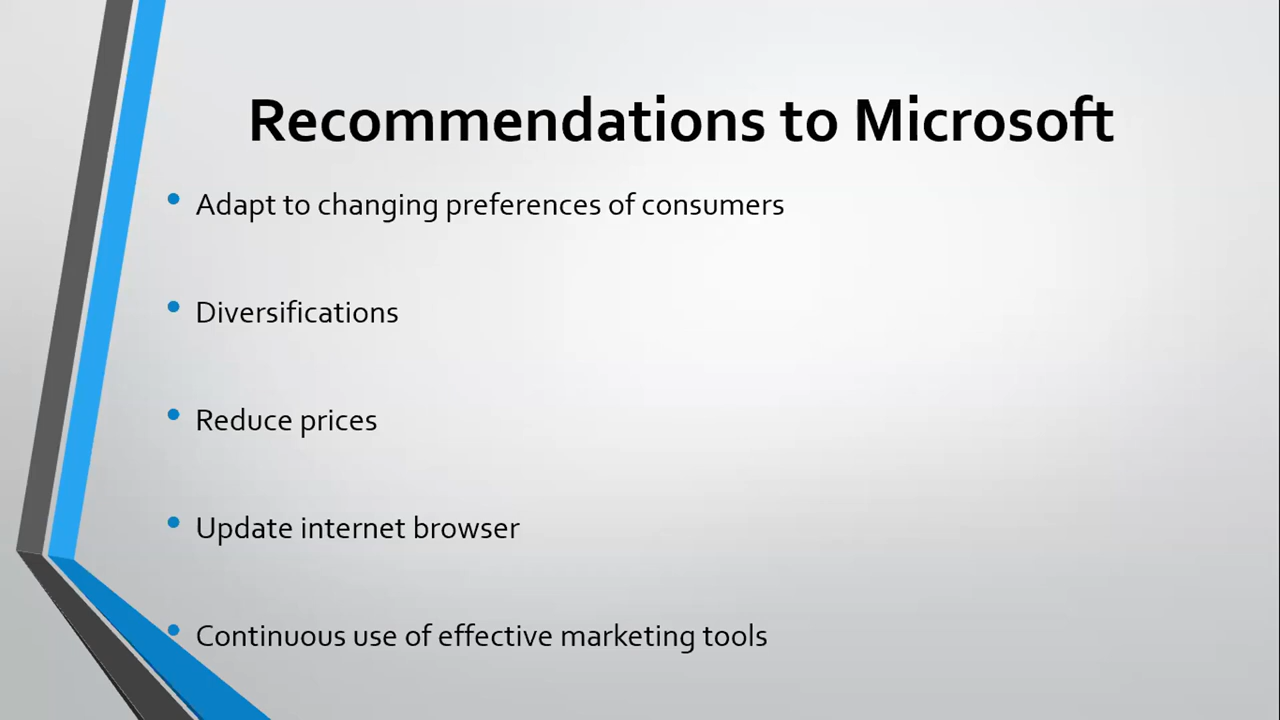 Recommendations to Microsoft
• Adapt to changing preferences of consumers
• Diversifications
• Reduce prices
• Update internet browser
• Continuous use of effective marketing tools